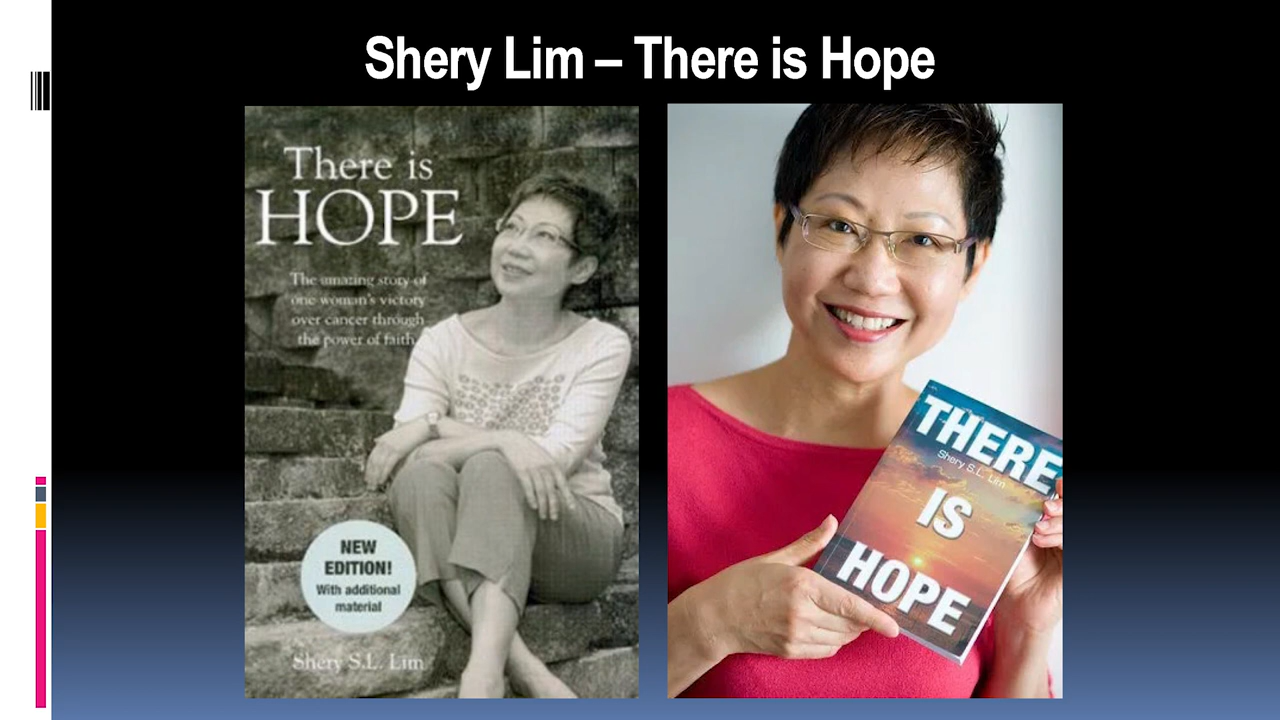 Shery Lim – There is Hope
There is
HOPE
The amazing story of
one woman's victory
over cancer through
the power of faith
NEW
EDITION!
With additional
material
Shery S.L. Lim
THERE
Shery S.L. Lim
IS
HOPE